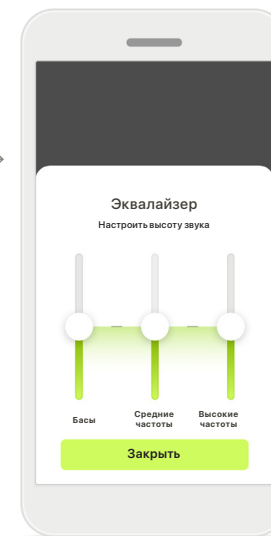 Эквалайзер
Настроить высоту звука
Басы
Средние частоты
Высокие частоты
Закрыть